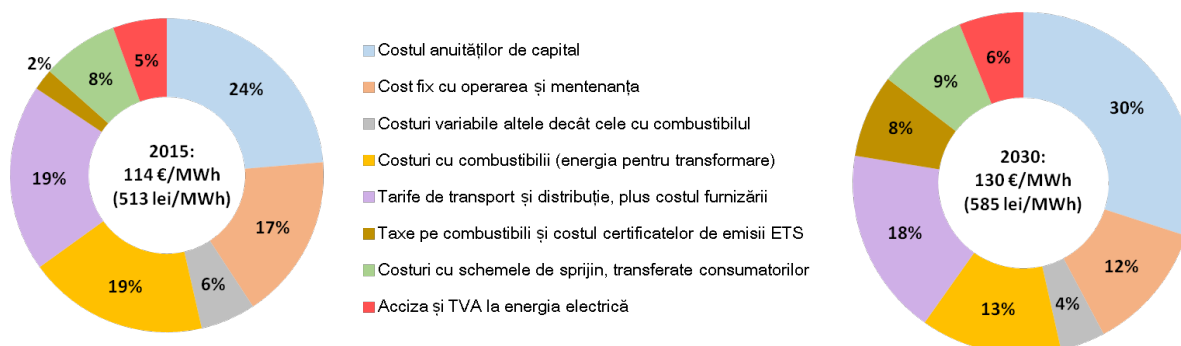 5%
2%
8%
24%
19%
2015:
114 €/MWh
(513 lei/MWh)
17%
19%
6%
Costul anuităților de capital
Cost fix cu operarea și mentenanța
Costuri variabile altele decât cele cu combustibilul
Costuri cu combustibilii (energia pentru transformare)
Tarife de transport și distribuție, plus costul furnizării
Taxe pe combustibili și costul certificatelor de emisii ETS
Costuri cu schemele de sprijin, transferate consumatorilor
Acciza și TVA la energia electrică
6%
9%
30%
8%
2030:
130 €/MWh
(585 lei/MWh)
18%
12%
13%
4%